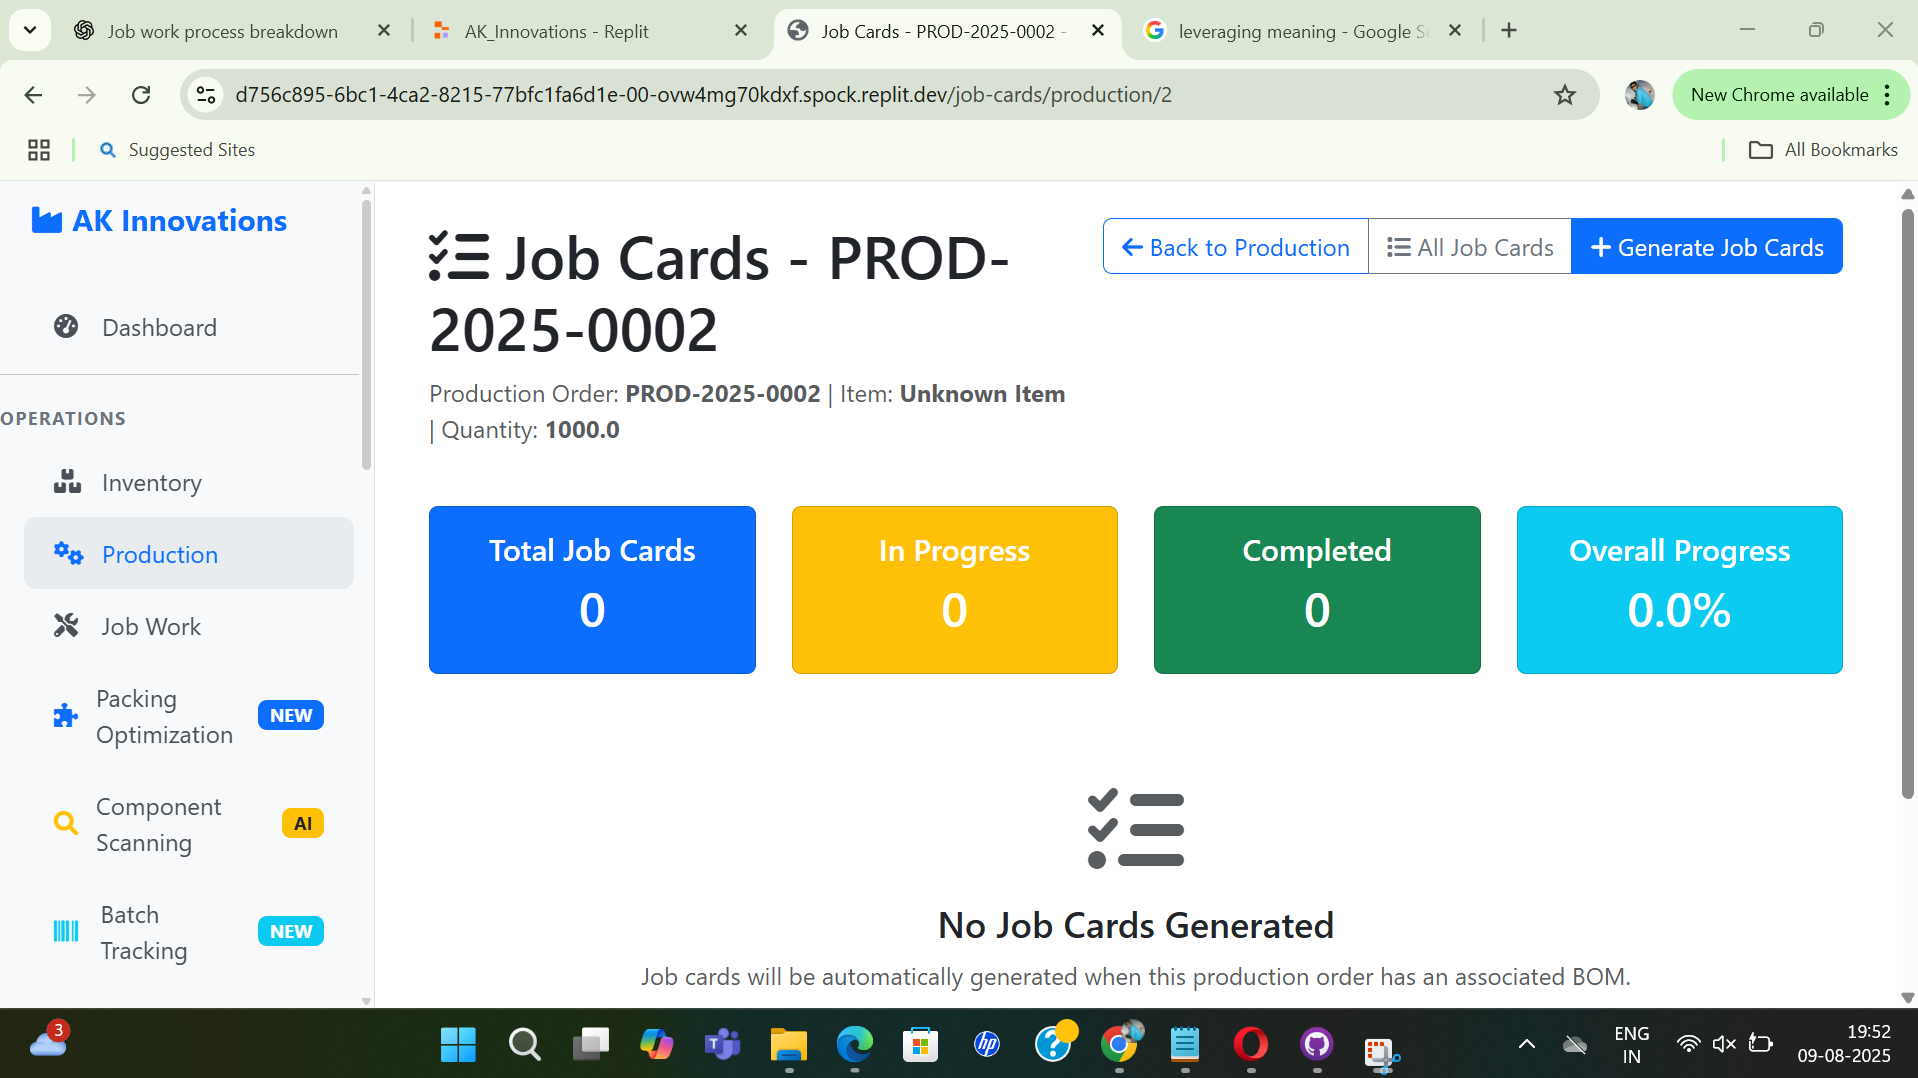 Job work process breakdown
AK_Innovations - Replit
Job Cards - PROD-2025-0002 -
leveraging meaning - Google S
d756c895-6bc1-4ca2-8215-77bfc1fa6d1e-00-ovw4mg70kdxf.spock.replit.dev/job-cards/production/2
New Chrome available
Suggested Sites
All Bookmarks
AK Innovations
Dashboard
OPERATIONS
Inventory
Production
Job Work
Packing
Optimization
NEW
Component
Scanning
AI
Batch
Tracking
NEW
Job Cards - PROD-
2025-0002
Back to Production
All Job Cards
Generate Job Cards
Production Order: PROD-2025-0002 | Item: Unknown Item
| Quantity: 1000.0
Total Job Cards
0
In Progress
0
Completed
0
Overall Progress
0.0%
No Job Cards Generated
Job cards will be automatically generated when this production order has an associated BOM.
3
hp
ENG
IN
19:52
09-08-2025